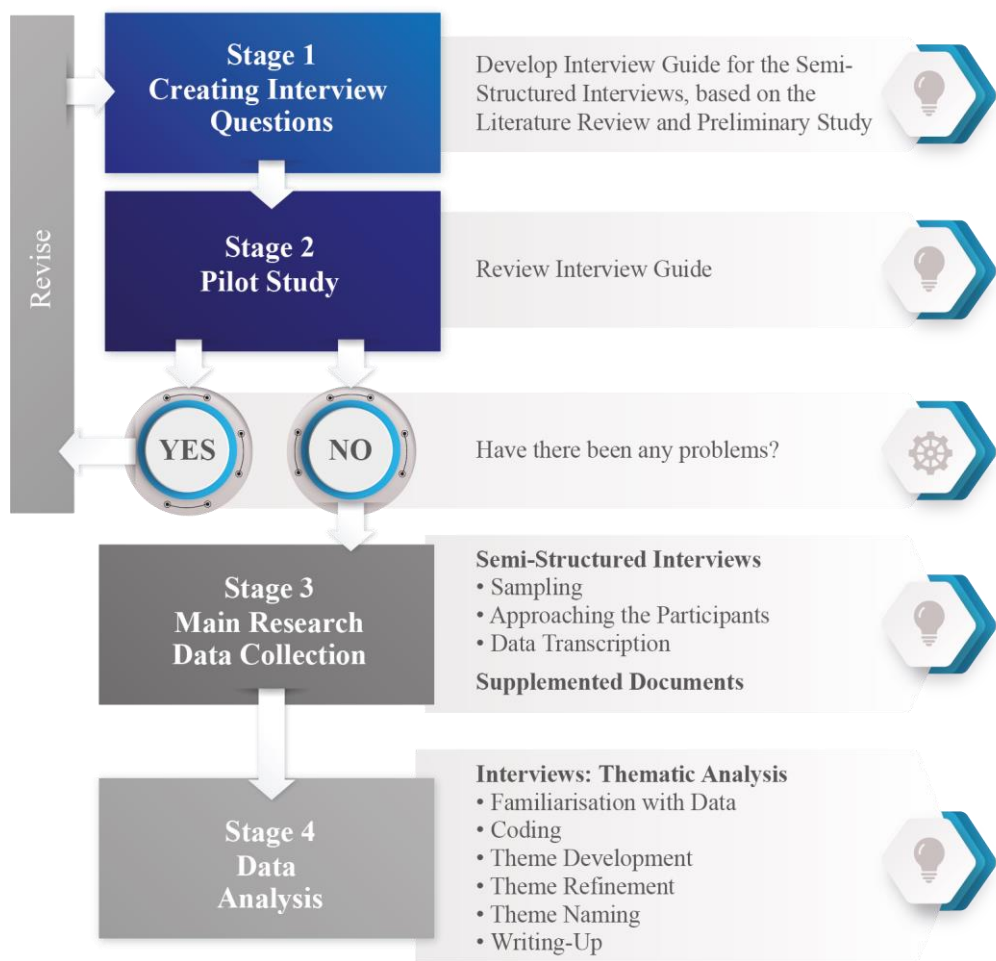 Stage 1
Creating Interview
Questions
Develop Interview Guide for the Semi-
Structured Interviews, based on the
Literature Review and Preliminary Study
Revise
Stage 2
Pilot Study
Review Interview Guide
YES
NO
Have there been any problems?
Stage 3
Main Research
Data Collection
Semi-Structured Interviews
• Sampling
• Approaching the Participants
• Data Transcription
Supplemented Documents
Stage 4
Data
Analysis
Interviews: Thematic Analysis
• Familiarisation with Data
• Coding
• Theme Development
• Theme Refinement
• Theme Naming
• Writing-Up